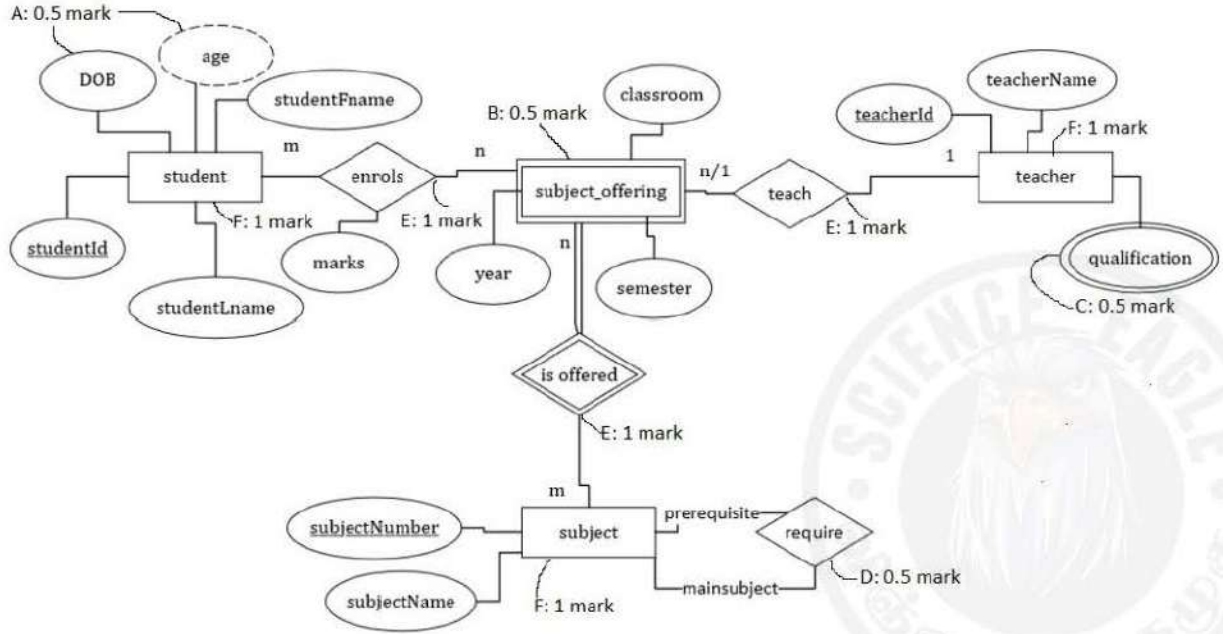 A: 0.5 mark
age
DOB
studentFname
classroom
teacherName
teacherId
B: 0.5 mark
F: 1 mark
m
n
n/1
1
student
enrols
subject_offering
teach
teacher
F: 1 mark
E: 1 mark
E: 1 mark
studentId
marks
year
n
semester
qualification
studentLname
C: 0.5 mark
is offered
E: 1 mark
m
subjectNumber
subject
prerequisite
require
D: 0.5 mark
mainsubject
subjectName
F: 1 mark
SCIENCE EAGLE